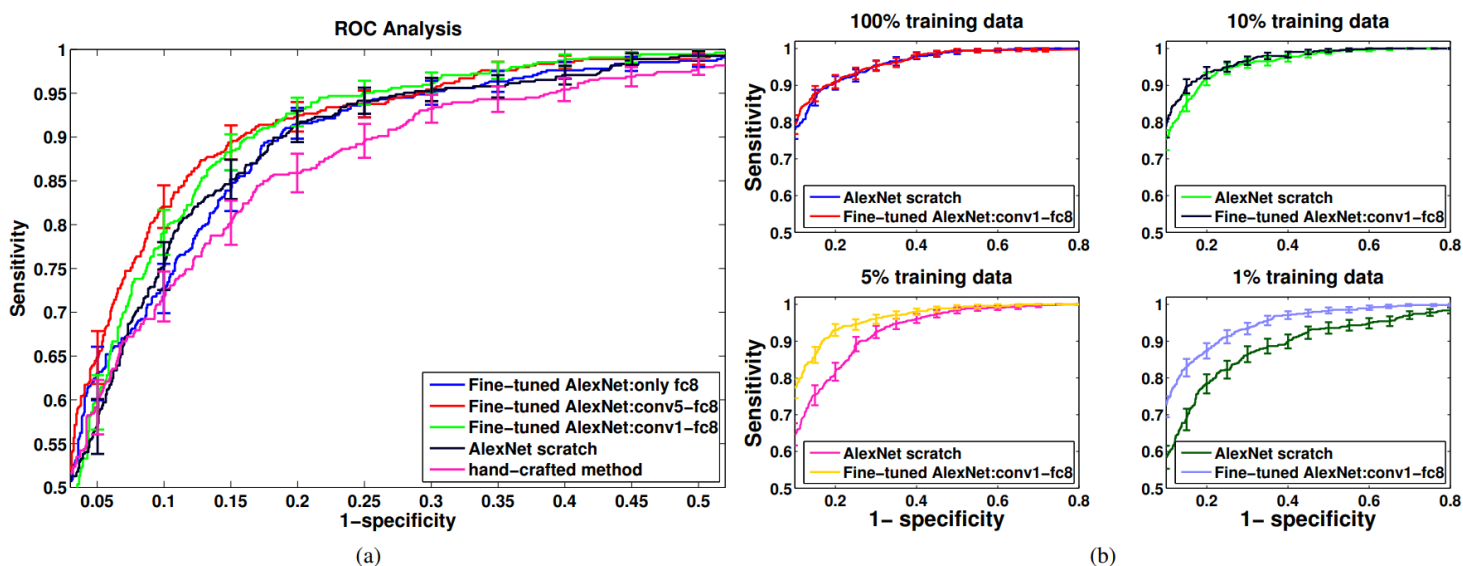 ROC Analysis
1
0.95
0.9
0.85
0.8
0.75
0.7
0.65
0.6
0.55
0.5
Sensitivity
Fine-tuned AlexNet:only fc8
Fine-tuned AlexNet:conv5-fc8
Fine-tuned AlexNet:conv1-fc8
AlexNet scratch
hand-crafted method
0.05 0.1 0.15 0.2 0.25 0.3 0.35 0.4 0.45 0.5
1-specificity
(a)
100% training data
1
0.9
0.8
0.7
0.6
0.5
Sensitivity
AlexNet scratch
Fine-tuned AlexNet:conv1-fc8
0.2 0.4 0.6 0.8
10% training data
1
0.9
0.8
0.7
0.6
0.5
AlexNet scratch
Fine-tuned AlexNet:conv1-fc8
0.2 0.4 0.6 0.8
5% training data
1
0.9
0.8
0.7
0.6
0.5
Sensitivity
AlexNet scratch
Fine-tuned AlexNet:conv1-fc8
0.2 0.4 0.6 0.8
1- specificity
1% training data
1
0.9
0.8
0.7
0.6
0.5
AlexNet scratch
Fine-tuned AlexNet:conv1-fc8
0.2 0.4 0.6 0.8
1- specificity
(b)